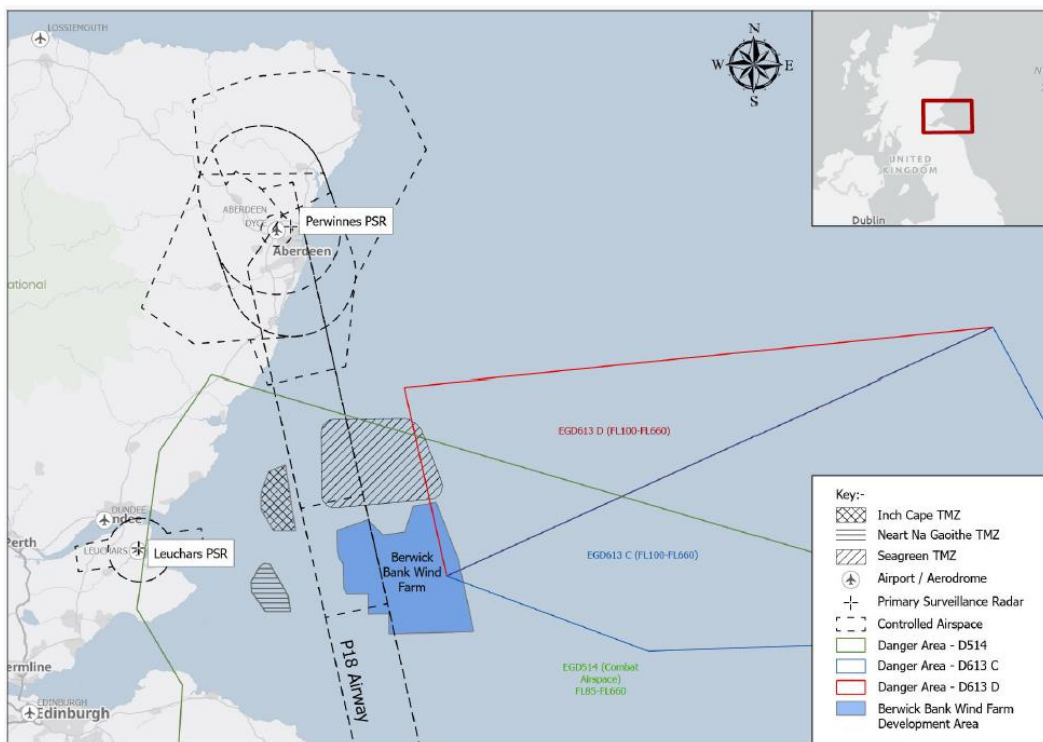 LOSSIEMOUTH
N
W
E
S
UNITED
KINGDOM
Dublin
N
ABERDEEN
DYCE
Perwinnes PSR
Aberdeen
national
EGD613 D (FL100-FL660)
DUNDEE
Perth
LEUCHARS
Leuchars PSR
Berwick
Bank Wind
Farm
EGD613 C (FL100-FL660)
P18 Airway
EGD514 (Combat
Airspace)
FL85-FL660
fermline
EDINBURGH
Edinburgh
Key:-
Inch Cape TMZ
Neart Na Gaoithe TMZ
Seagreen TMZ
Airport / Aerodrome
Primary Surveillance Radar
Controlled Airspace
Danger Area - D514
Danger Area - D613 C
Danger Area - D613 D
Berwick Bank Wind Farm
Development Area